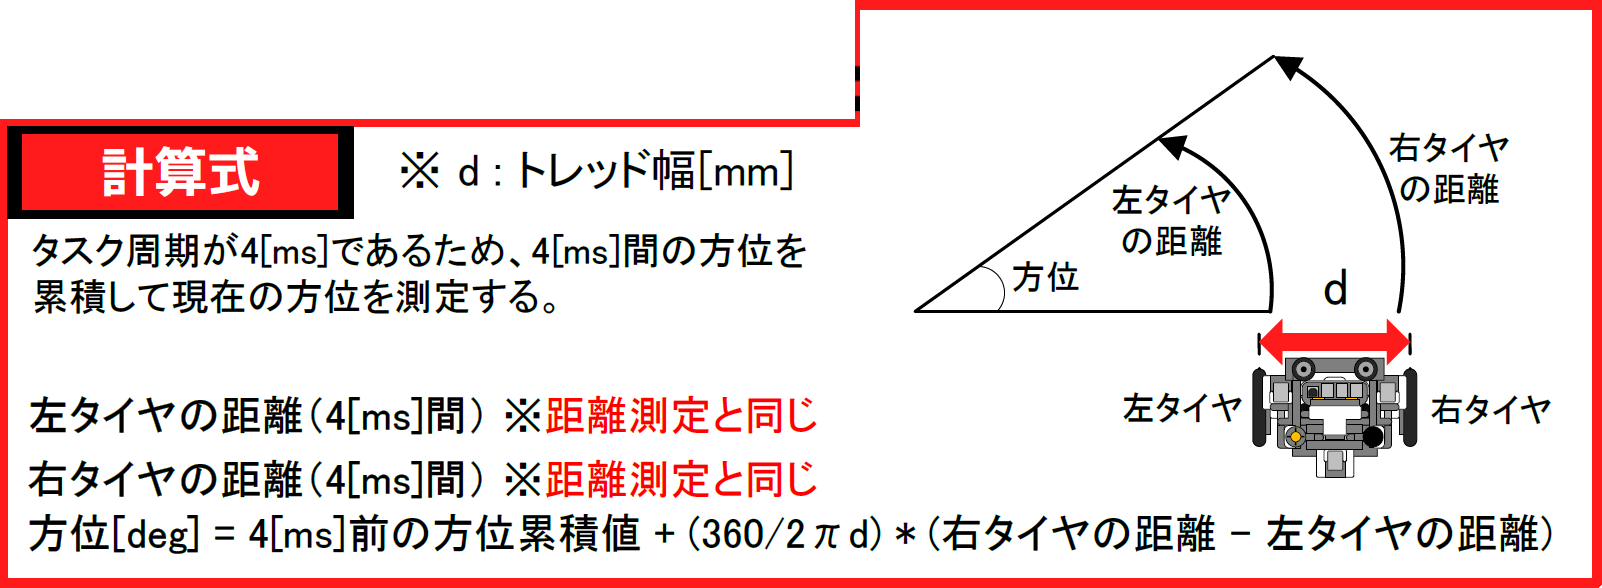 計算式
※ d : トレッド幅[mm]
タスク周期が4[ms]であるため、4[ms]間の方位を
累積して現在の方位を測定する。
左タイヤの距離(4[ms]間) ※距離測定と同じ
右タイヤの距離(4[ms]間) ※距離測定と同じ
方位[deg] = 4[ms]前の方位累積値 + (360/2πd) * (右タイヤの距離 - 左タイヤの距離)
右タイヤ
の距離
左タイヤ
の距離
方位
d
左タイヤ
右タイヤ